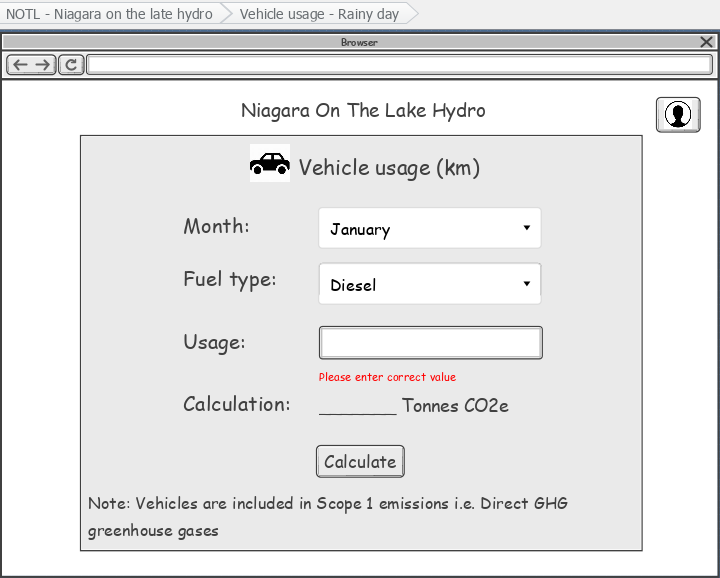 NOTL - Niagara on the late hydro
Vehicle usage - Rainy day
Browser
Niagara On The Lake Hydro
Vehicle usage (km)
Month:
January
Fuel type:
Diesel
Usage:
Please enter correct value
Calculation:
________ Tonnes CO2e
Calculate
Note: Vehicles are included in Scope 1 emissions i.e. Direct GHG
greenhouse gases